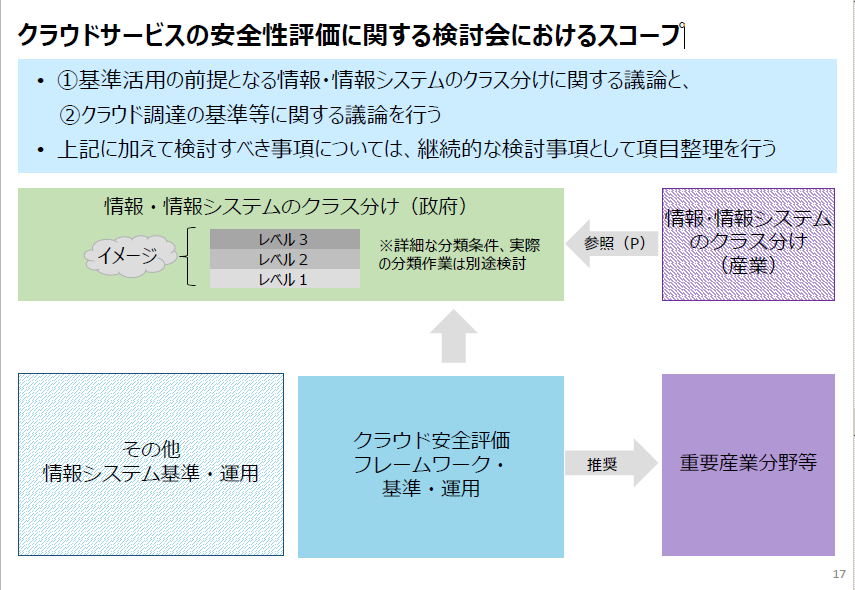 クラウドサービスの安全性評価に関する検討会におけるスコープ
• ①基準活用の前提となる情報・情報システムのクラス分けに関する議論と、
②クラウド調達の基準等に関する議論を行う
• 上記に加えて検討すべき事項については、継続的な検討事項として項目整理を行う
情報・情報システムのクラス分け（政府）
イメージ
レベル３
レベル２
レベル１
※詳細な分類条件、実際
の分類作業は別途検討
参照（P）
情報・情報システム
のクラス分け
（産業）
その他
情報システム基準・運用
クラウド安全評価
フレームワーク・
基準・運用
推奨
重要産業分野等
17